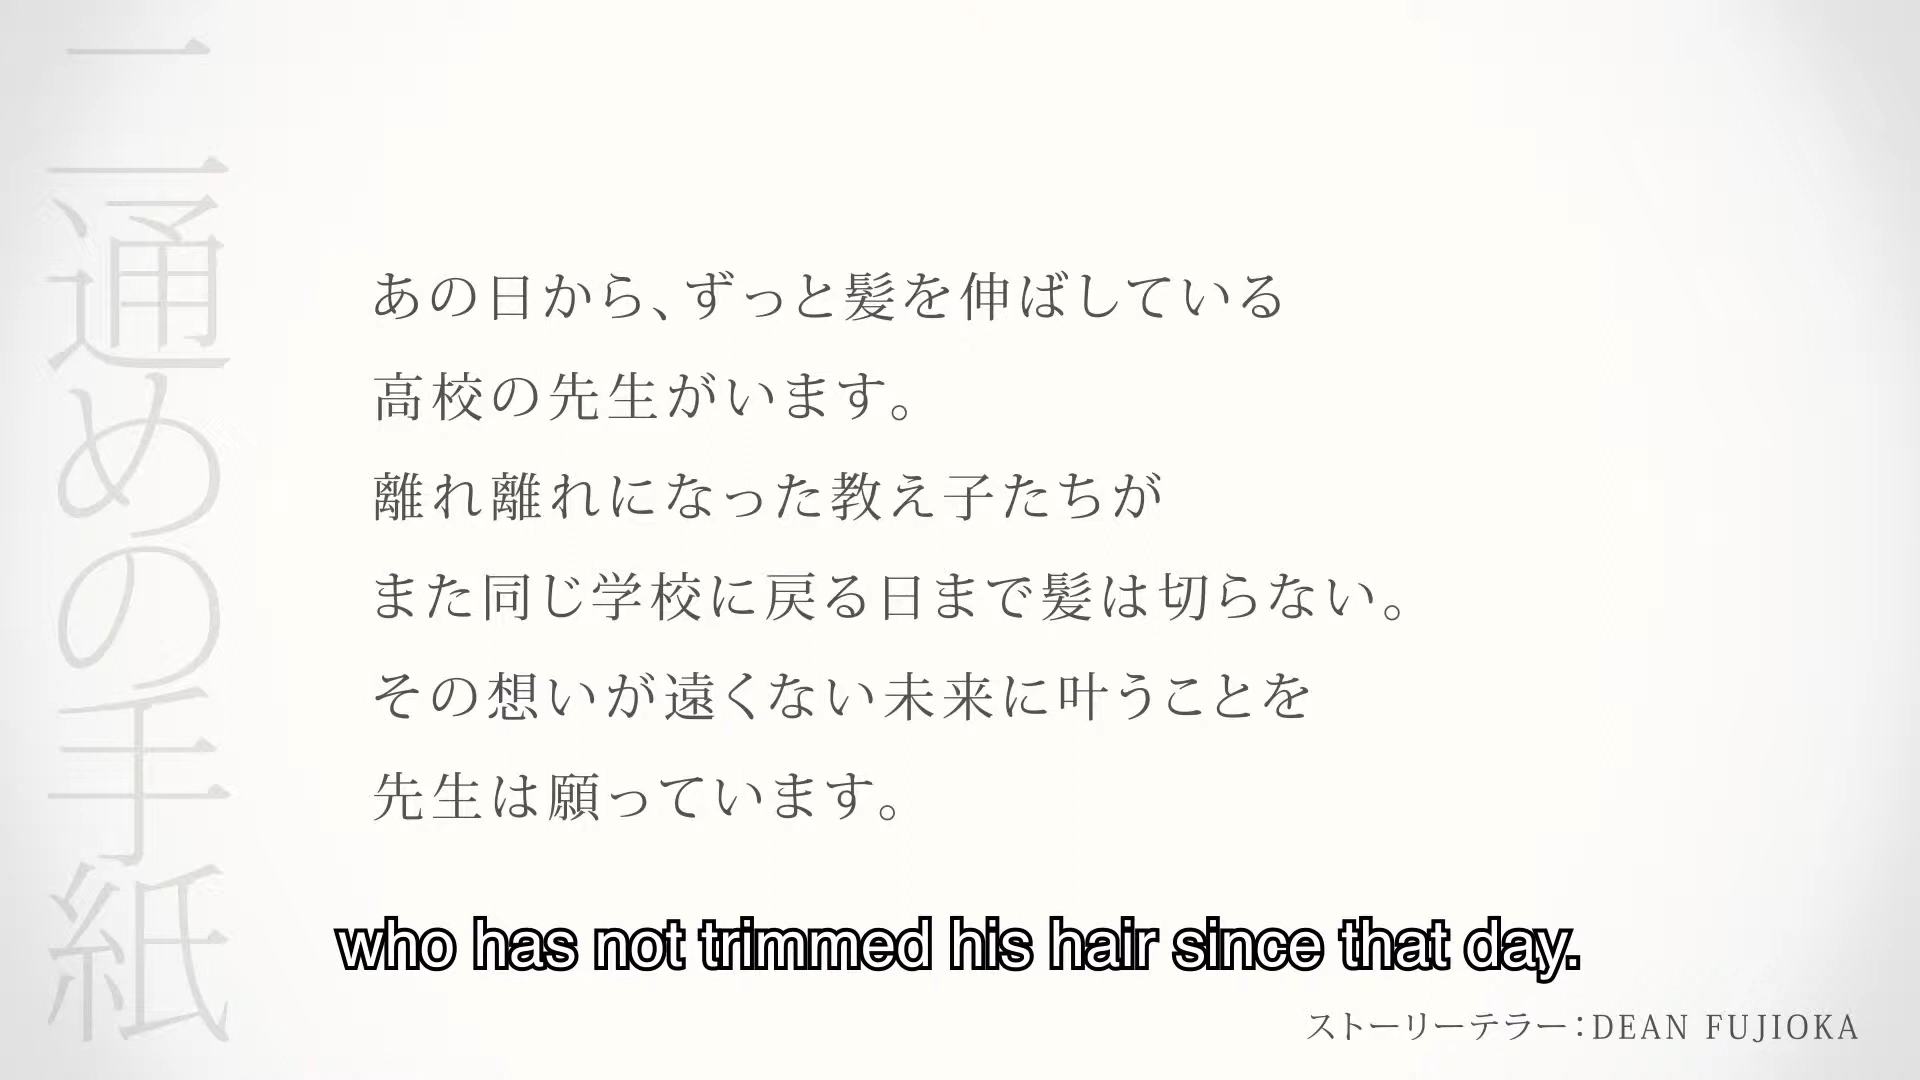 二通めの手紙
あの日から、ずっと髪を伸ばしている
高校の先生がいます。
離れ離れになった教え子たちが
また同じ学校に戻る日まで髪は切らない。
その想いが遠くない未来に叶うことを
先生は願っています。
who has not trimmed his hair since that day.
ストーリーテラー：DEAN FUJIOKA